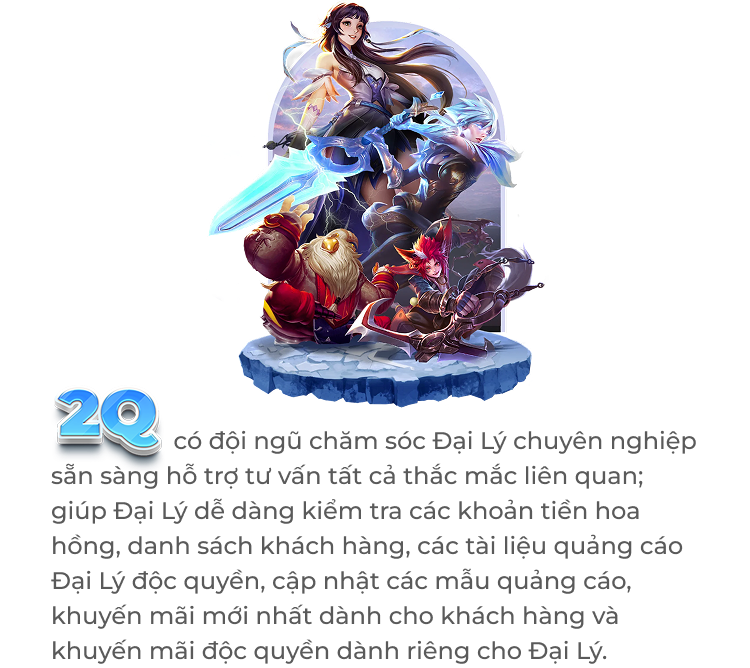 2Q có đội ngũ chăm sóc Đại Lý chuyên nghiệp
sẵn sàng hỗ trợ tư vấn tất cả thắc mắc liên quan;
giúp Đại Lý dễ dàng kiểm tra các khoản tiền hoa
hồng, danh sách khách hàng, các tài liệu quảng cáo
Đại Lý độc quyền, cập nhật các mẫu quảng cáo,
khuyến mãi mới nhất dành cho khách hàng và
khuyến mãi độc quyền dành riêng cho Đại Lý.